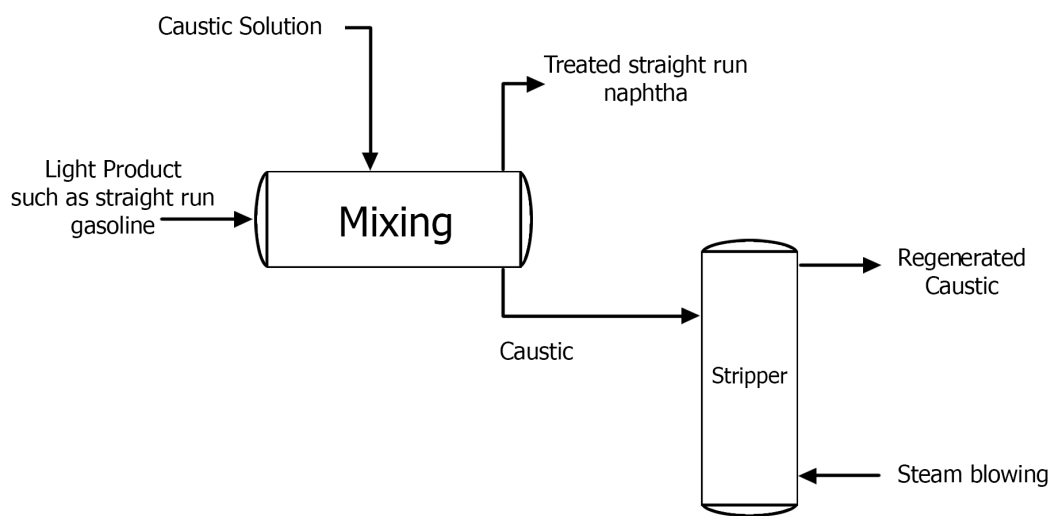 Caustic Solution
Treated straight run
naphtha
Light Product
such as straight run
gasoline
Mixing
Regenerated
Caustic
Caustic
Stripper
Steam blowing